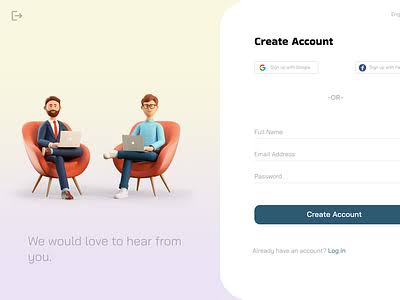 Eng
Create Account
Sign up with Google
Sign up with Fa
-OR-
Full Name
Email Address
Password
Create Account
Already have an account? Log in
We would love to hear from
you.